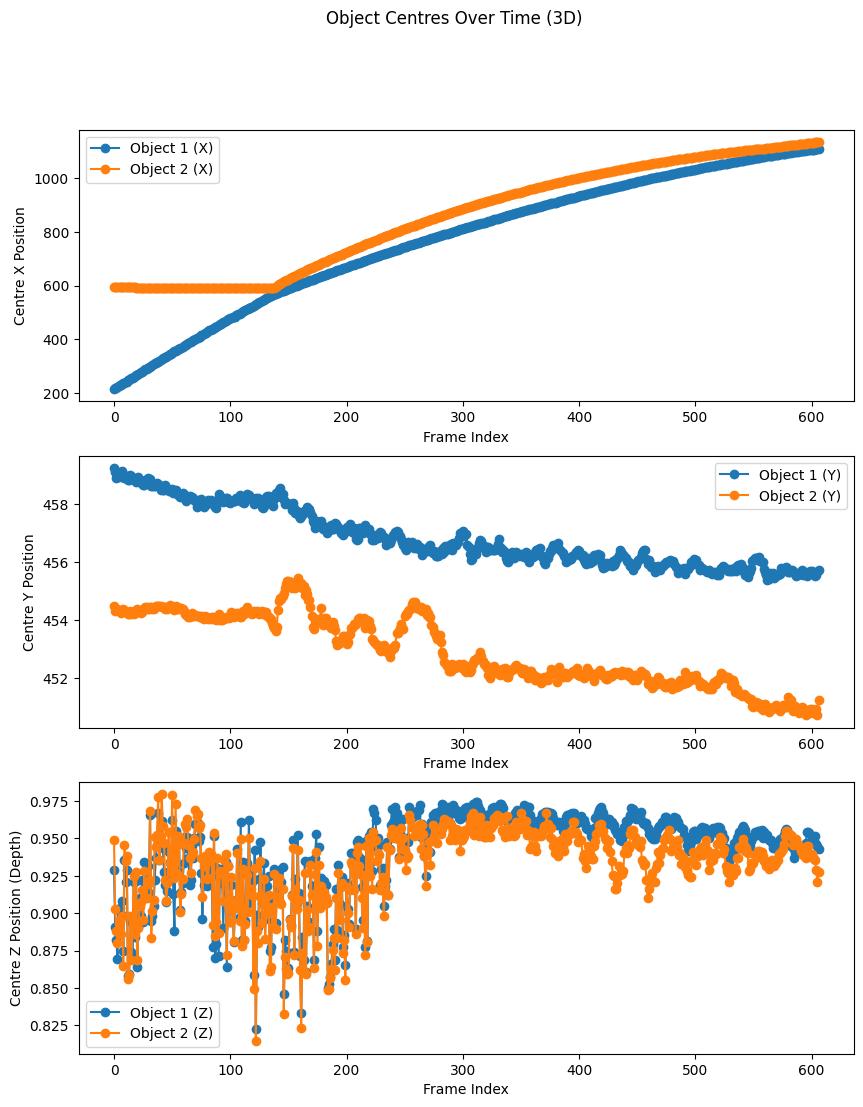 Object Centres Over Time (3D)
Object 1 (X)
Object 2 (X)
Centre X Position
1000
800
600
400
200
0 100 200 300 400 500 600
Frame Index
Object 1 (Y)
Object 2 (Y)
Centre Y Position
458
456
454
452
0 100 200 300 400 500 600
Frame Index
Centre Z Position (Depth)
0.975
0.950
0.925
0.900
0.875
0.850
0.825
Object 1 (Z)
Object 2 (Z)
0 100 200 300 400 500 600
Frame Index